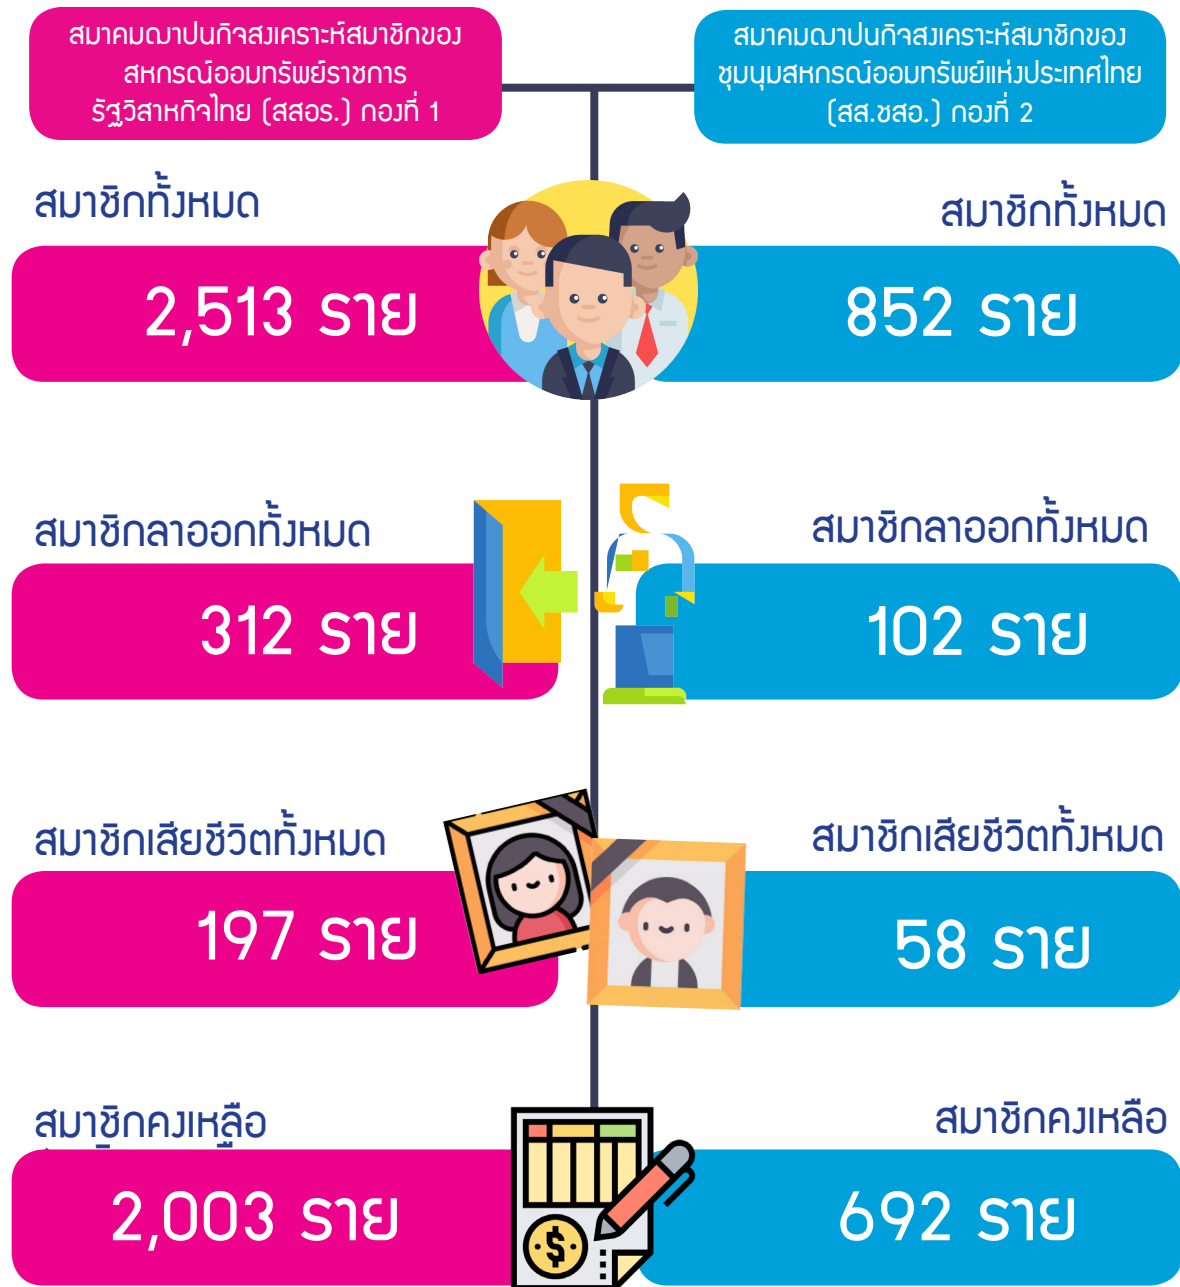 สมาคมฌาปนกิจสงเคราะห์สมาชิกของ
สหกรณ์ออมทรัพย์ราชการ
รัฐวิสาหกิจไทย (สสอร.) กองที่ 1
สมาคมฌาปนกิจสงเคราะห์สมาชิกของ
ชุมนุมสหกรณ์ออมทรัพย์แห่งประเทศไทย
(สส.ชสอ.) กองที่ 2
สมาชิกทั้งหมด
2,513 ราย
สมาชิกทั้งหมด
852 ราย
สมาชิกลาออกทั้งหมด
312 ราย
สมาชิกลาออกทั้งหมด
102 ราย
สมาชิกเสียชีวิตทั้งหมด
197 ราย
สมาชิกเสียชีวิตทั้งหมด
58 ราย
สมาชิกคงเหลือ
2,003 ราย
สมาชิกคงเหลือ
692 ราย
$